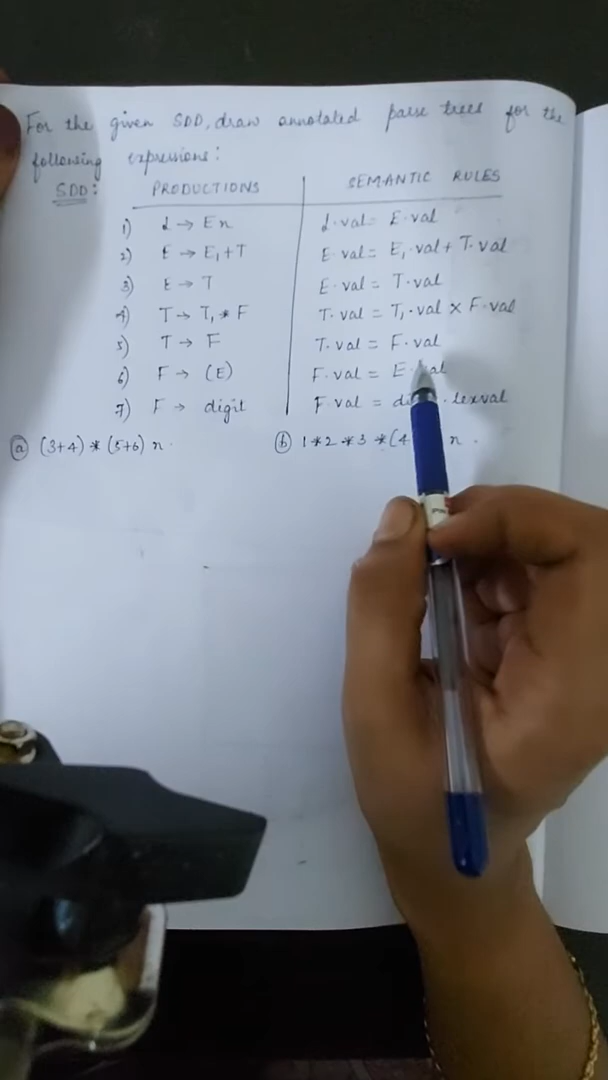 For the given SDD, draw annotated parse trees for the
following expressions:
SDD: PRODUCTIONS SEMANTIC RULES
1) L → En L.val = E.val
2) E → E₁+T E.val = E₁.val + T.val
3) E → T E.val = T.val
4) T → T₁ * F T.val = T₁.val × F.val
5) T → F T.val = F.val
6) F → (E) F.val = E.val
7) F → digit F.val = di .lexval
ⓐ (3+4) * (5+6) n. ⓑ 1*2*3*(4 n.